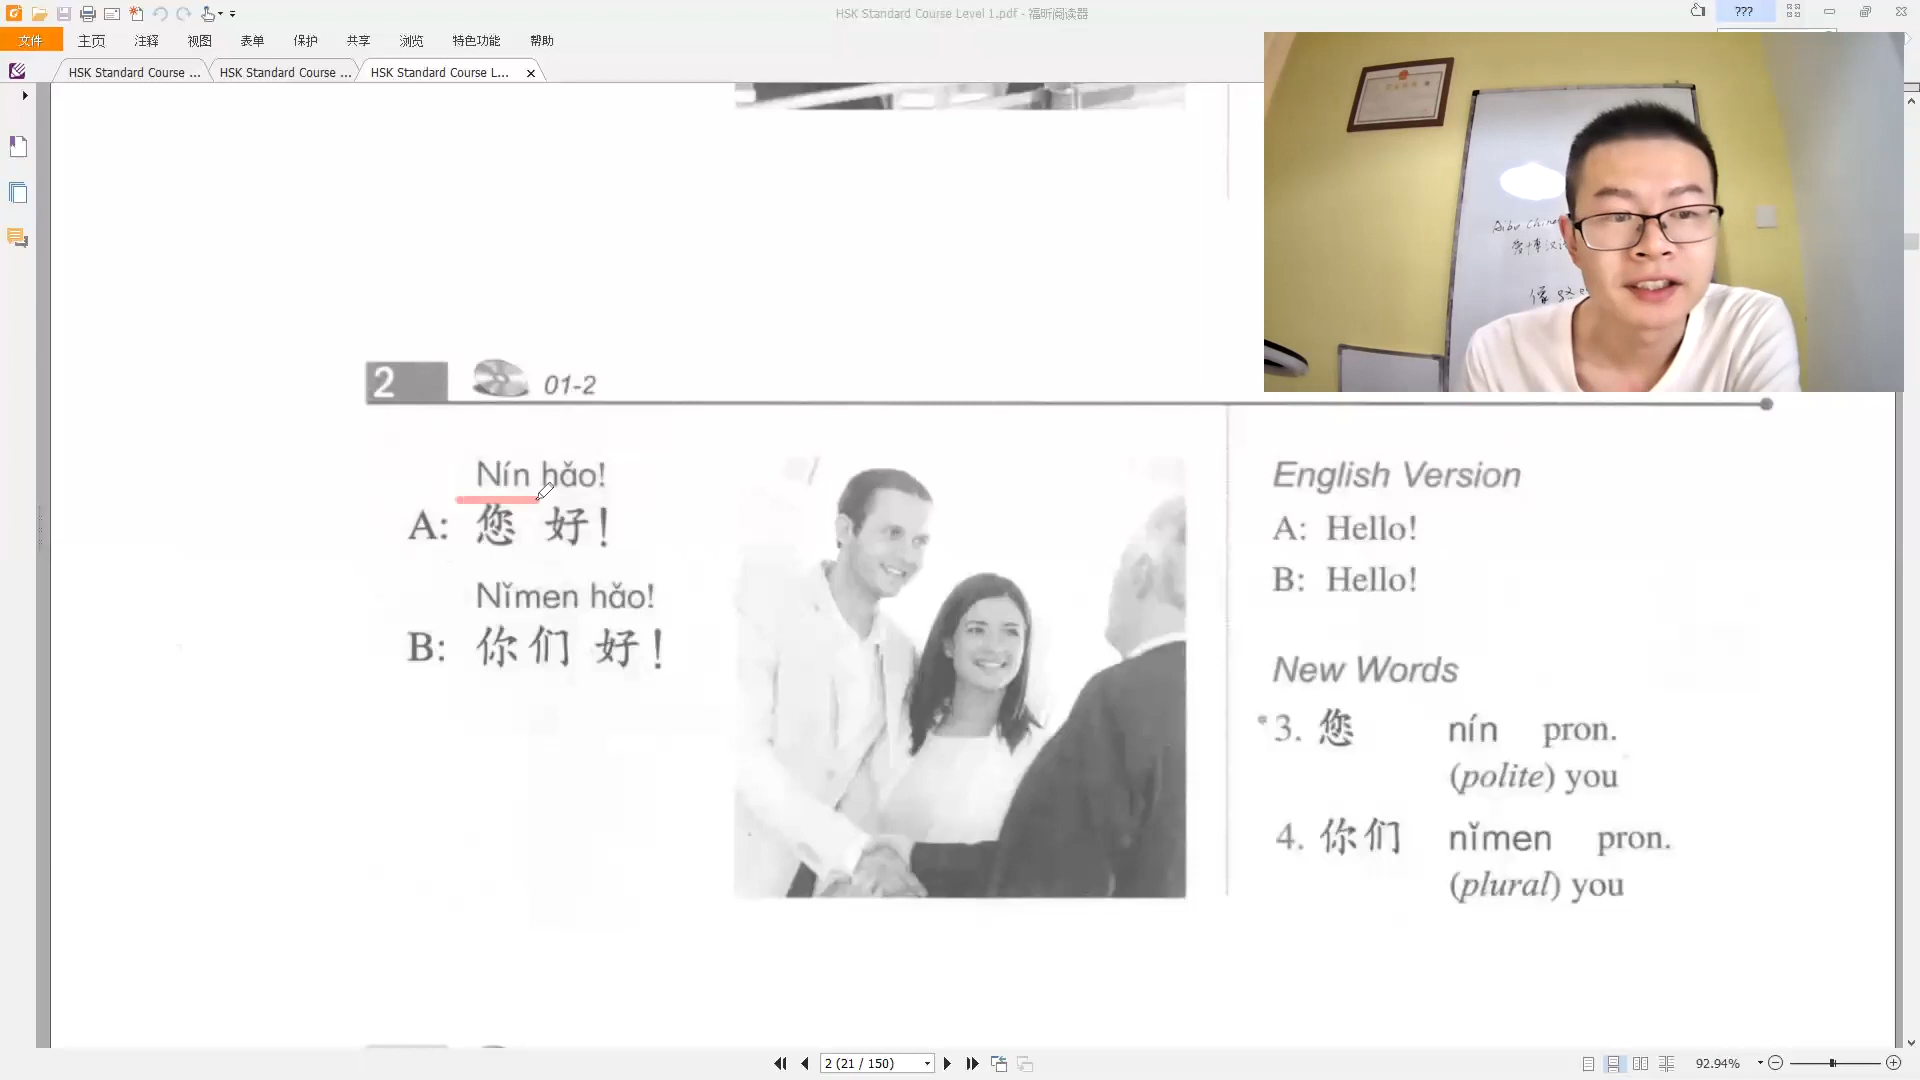 HSK Standard Course Level 1.pdf - 福昕阅读器
???
文件 主页 注释 视图 表单 保护 共享 浏览 特色功能 帮助
HSK Standard Course ... HSK Standard Course ... HSK Standard Course L...
2 01-2
Nín hǎo!
A: 您 好！
Nǐmen hǎo!
B: 你们 好！
English Version
A: Hello!
B: Hello!
New Words
*3. 您 nín pron.
(polite) you
4. 你们 nǐmen pron.
(plural) you
2 (21 / 150)
92.94%